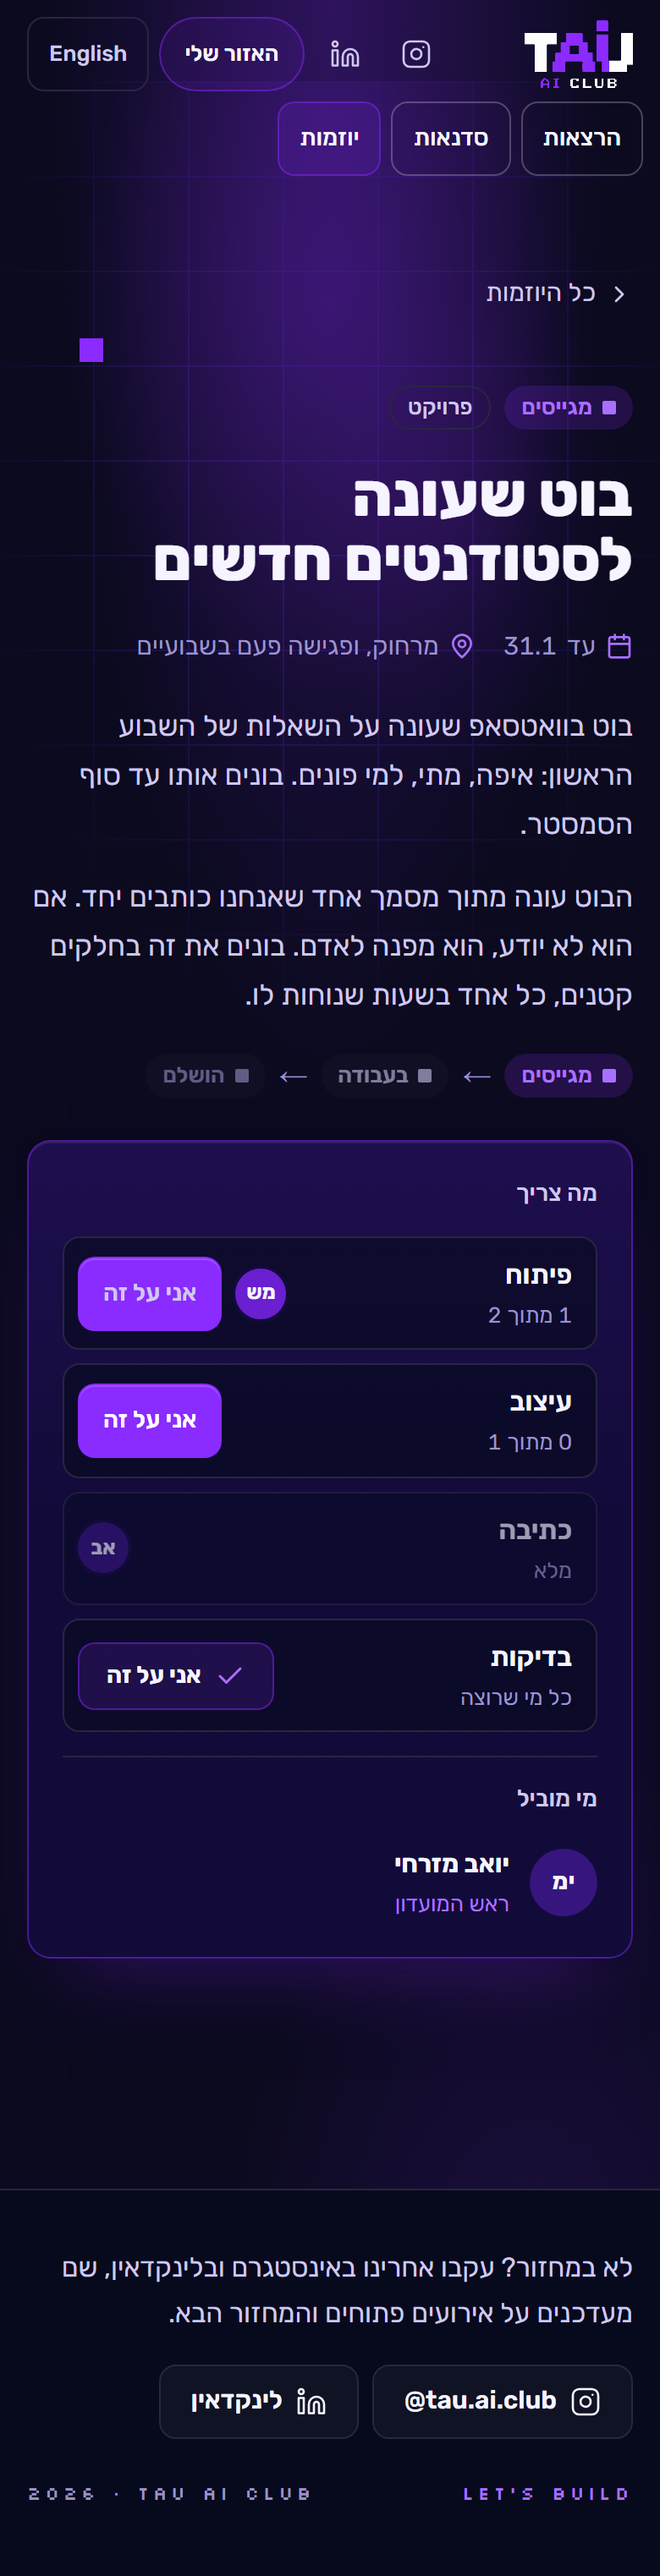 TAU
AI CLUB
האזור שלי
English
הרצאות
סדנאות
יוזמות
כל היוזמות
מגייסים
פרויקט
בוט שעונה
לסטודנטים חדשים
עד 31.1
מרחוק, ופגישה פעם בשבועיים
בוט בוואטסאפ שעונה על השאלות של השבוע
הראשון: איפה, מתי, למי פונים. בונים אותו עד סוף
הסמסטר.
הבוט עונה מתוך מסמך אחד שאנחנו כותבים יחד. אם
הוא לא יודע, הוא מפנה לאדם. בונים את זה בחלקים
קטנים, כל אחד בשעות שנוחות לו.
מגייסים ← בעבודה ← הושלם
מה צריך
פיתוח
1 מתוך 2
מש
אני על זה
עיצוב
0 מתוך 1
אני על זה
כתיבה
מלא
אב
בדיקות
כל מי שרוצה
אני על זה
מי מוביל
ימ
יואב מזרחי
ראש המועדון
לא במחזור? עקבו אחרינו באינסטגרם ובלינקדאין, שם
מעדכנים על אירועים פתוחים והמחזור הבא.
@tau.ai.club
לינקדאין
LET'S BUILD
2026 · TAU AI CLUB